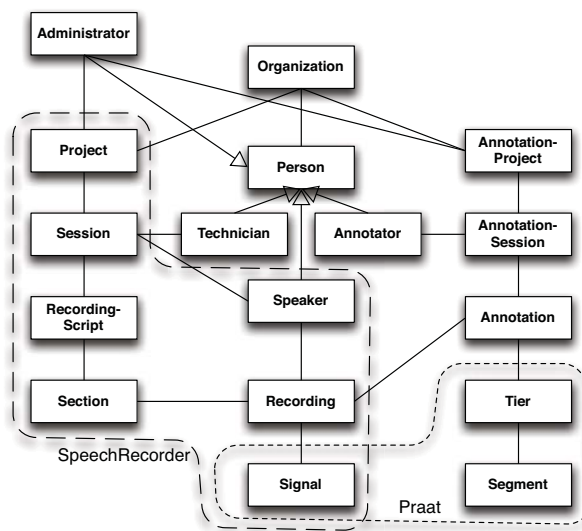 Administrator
Organization
Project
Person
Annotation-
Project
Session
Technician
Annotator
Annotation-
Session
Recording-
Script
Speaker
Annotation
Section
Recording
Tier
SpeechRecorder
Signal
Praat
Segment